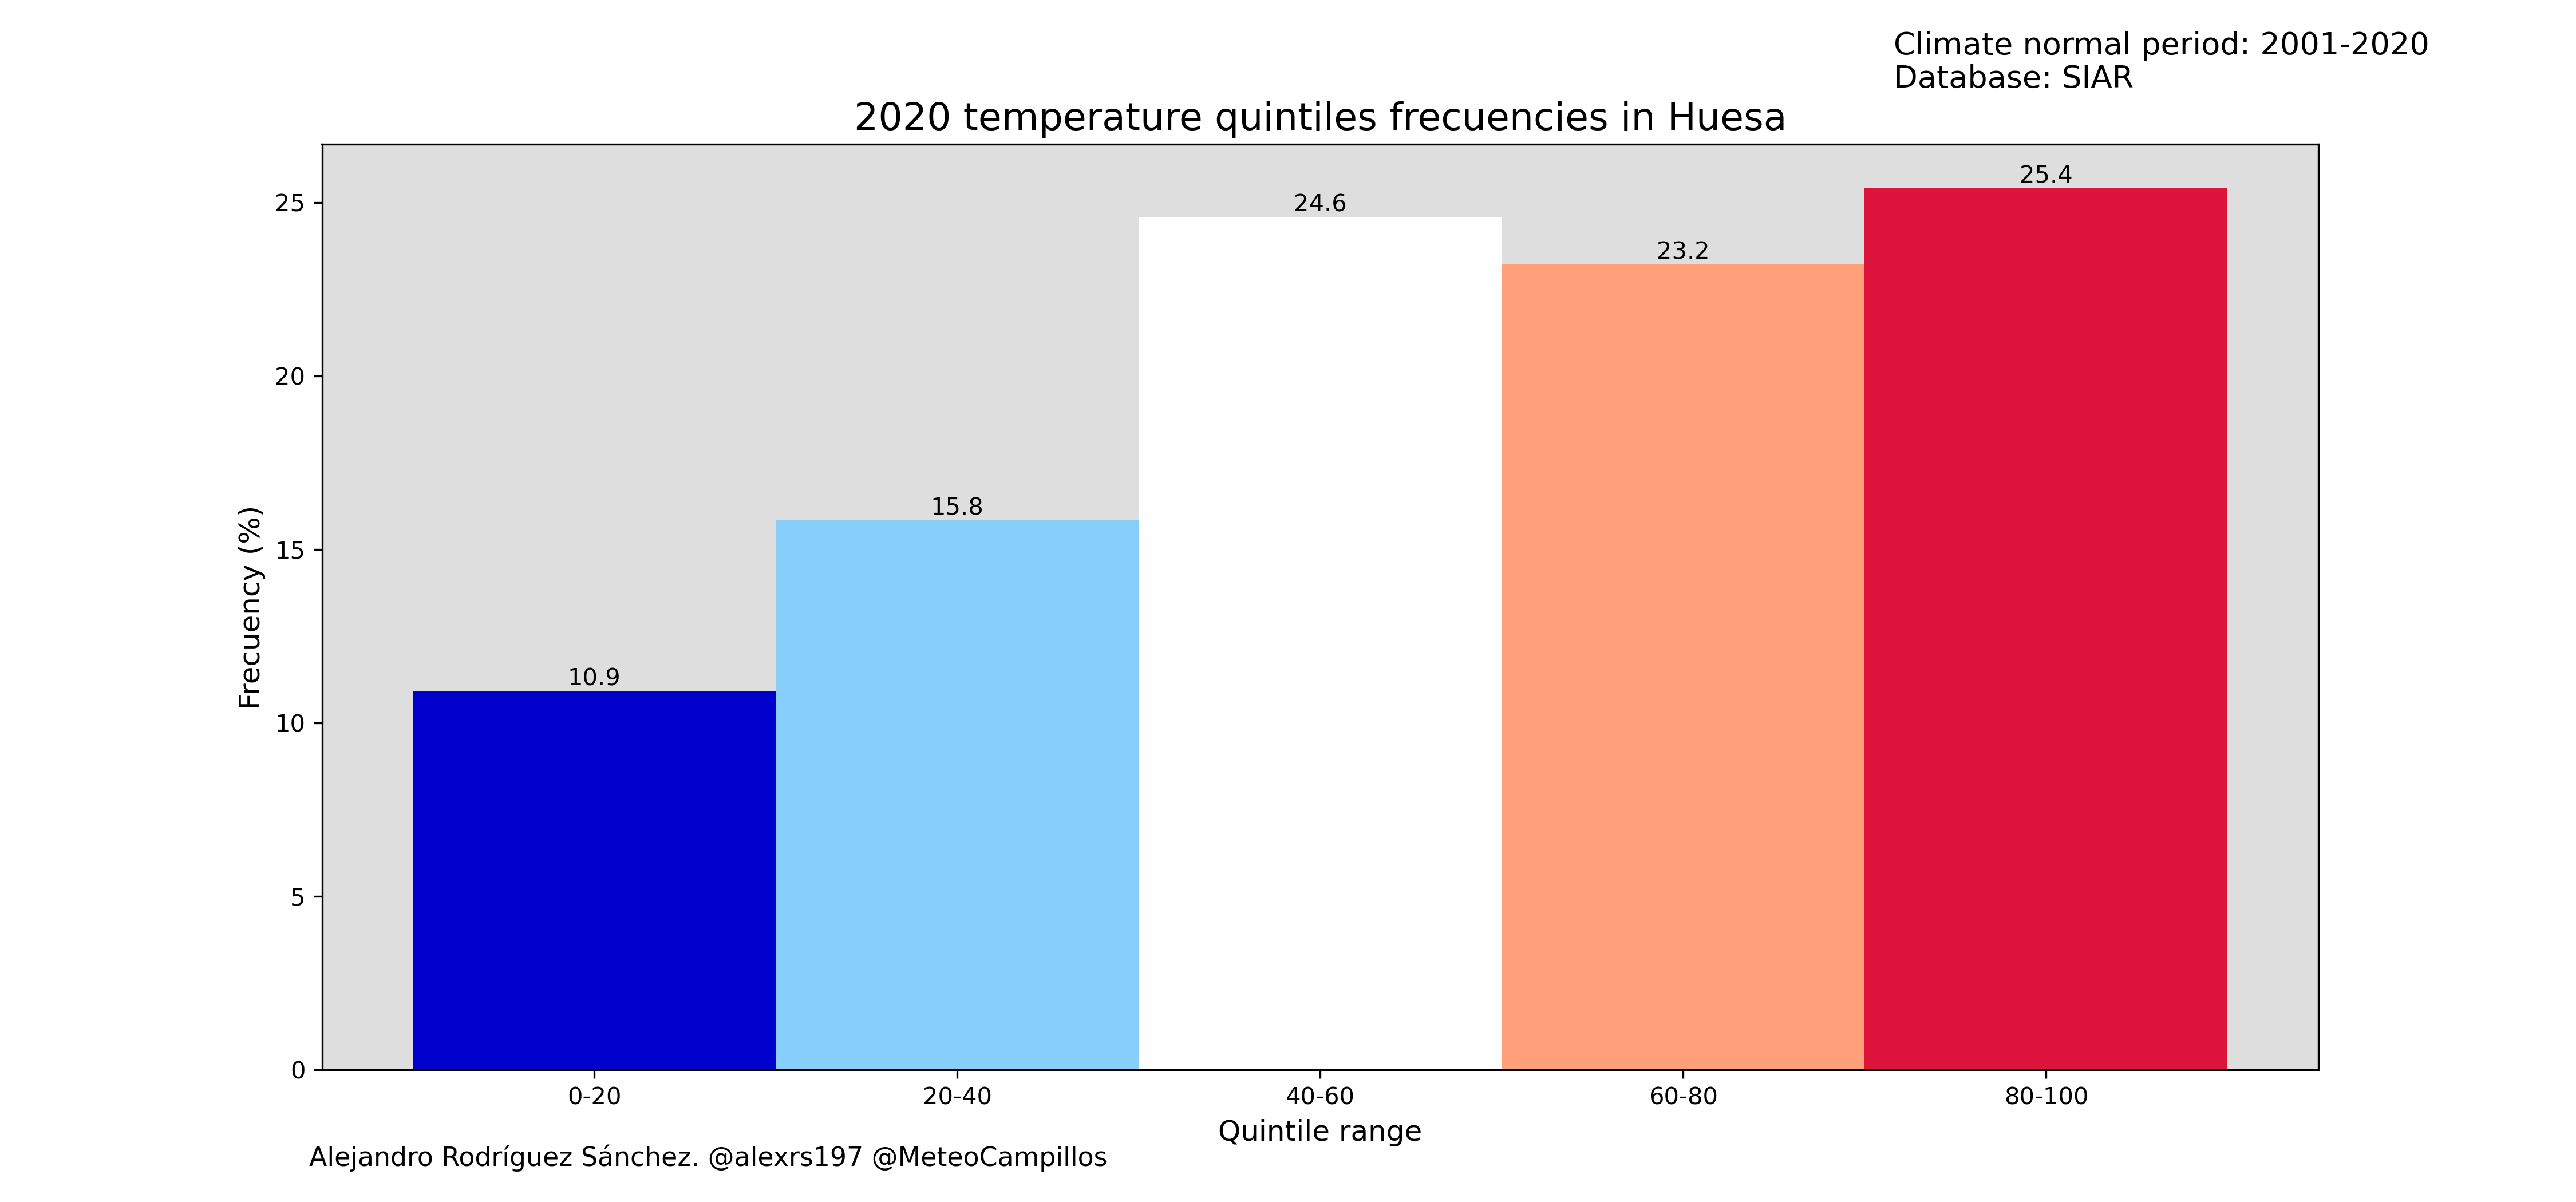 Climate normal period: 2001-2020
Database: SIAR
2020 temperature quintiles frecuencies in Huesa
25.4
24.6
23.2
15.8
10.9
25
20
15
10
5
0
Frecuency (%)
0-20 20-40 40-60 60-80 80-100
Quintile range
Alejandro Rodríguez Sánchez. @alexrs197 @MeteoCampillos